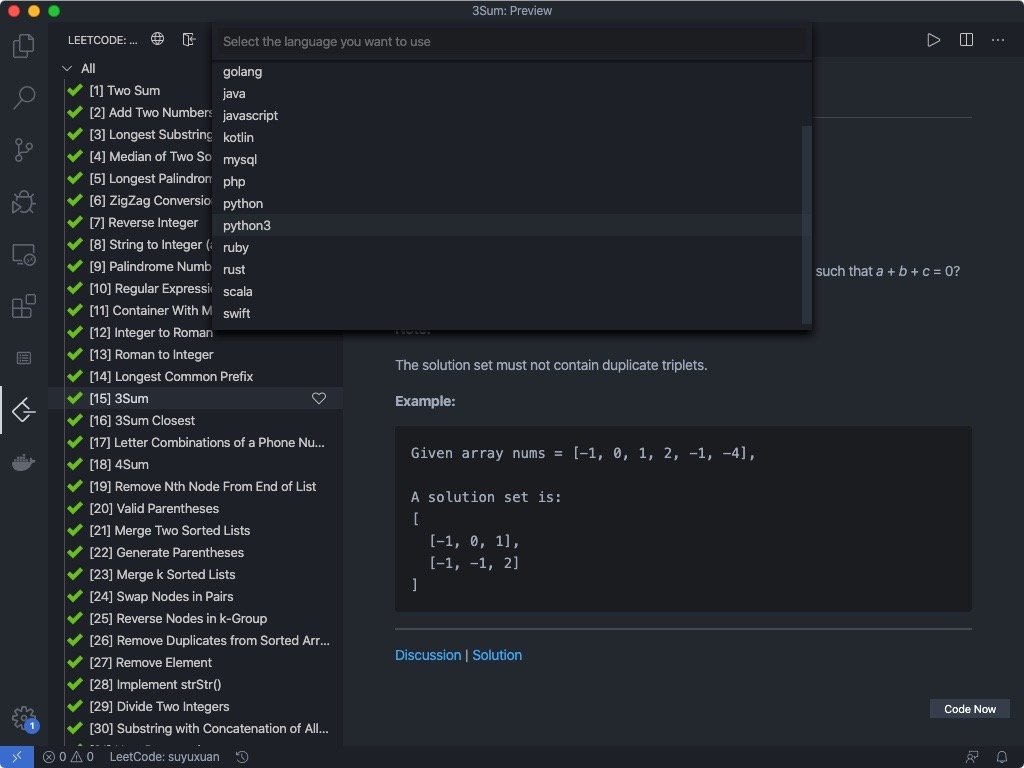 3Sum: Preview
LEETCODE: ...
Select the language you want to use
golang
java
javascript
kotlin
mysql
php
python
python3
ruby
rust
scala
swift
All
[1] Two Sum
[2] Add Two Numbers
[3] Longest Substring
[4] Median of Two So
[5] Longest Palindrom
[6] ZigZag Conversio
[7] Reverse Integer
[8] String to Integer (a
[9] Palindrome Numb
[10] Regular Expressi
[11] Container With M
[12] Integer to Roman
[13] Roman to Integer
[14] Longest Common Prefix
[15] 3Sum
[16] 3Sum Closest
[17] Letter Combinations of a Phone Nu...
[18] 4Sum
[19] Remove Nth Node From End of List
[20] Valid Parentheses
[21] Merge Two Sorted Lists
[22] Generate Parentheses
[23] Merge k Sorted Lists
[24] Swap Nodes in Pairs
[25] Reverse Nodes in k-Group
[26] Remove Duplicates from Sorted Arr...
[27] Remove Element
[28] Implement strStr()
[29] Divide Two Integers
[30] Substring with Concatenation of All...
such that a + b + c = 0?
Note:
The solution set must not contain duplicate triplets.
Example:
Given array nums = [-1, 0, 1, 2, -1, -4],
A solution set is:
[
[-1, 0, 1],
[-1, -1, 2]
]
Discussion | Solution
Code Now
1
0 0 LeetCode: suyuxuan